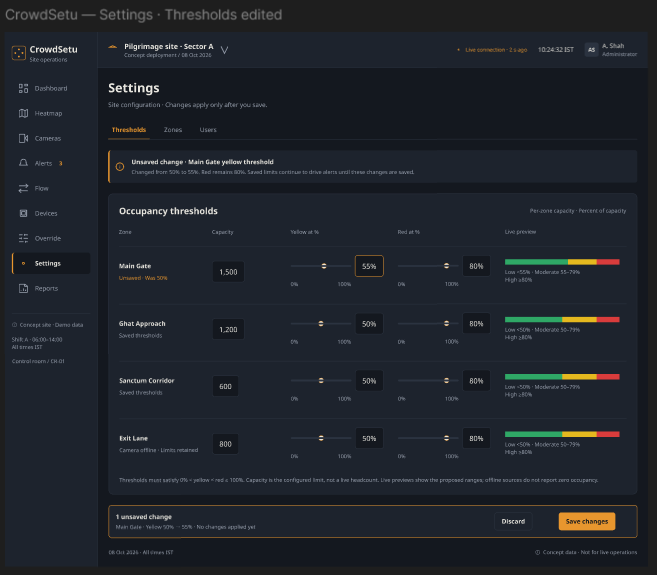 CrowdSetu — Settings · Thresholds edited
CrowdSetu
Site operations
Pilgrimage site · Sector A
Concept deployment / 08 Oct 2026
Live connection · 2 s ago
10:24:32 IST
AS
A. Shah
Administrator
Dashboard
Heatmap
Cameras
Alerts 3
Flow
Devices
Override
Settings
Reports
Concept site · Demo data
Shift A · 06:00–14:00
All times IST
Control room / CH.01
Settings
Site configuration · Changes apply only after you save.
Thresholds Zones Users
Unsaved change · Main Gate yellow threshold
Changed from 50% to 55%. Red remains 80%. Saved limits continue to drive alerts until these changes are saved.
Occupancy thresholds
Per-zone capacity · Percent of capacity
Zone Capacity Yellow at % Red at % Live preview
Main Gate
Unsaved · Was 50%
1,500
55%
80%
0% 100% 0% 100%
Low <55% · Moderate 55–79%
High ≥80%
Ghat Approach
Saved thresholds
1,200
50%
80%
0% 100% 0% 100%
Low <50% · Moderate 50–79%
High ≥80%
Sanctum Corridor
Saved thresholds
600
50%
80%
0% 100% 0% 100%
Low <50% · Moderate 50–79%
High ≥80%
Exit Lane
Camera offline · Limits retained
800
50%
80%
0% 100% 0% 100%
Low <50% · Moderate 50–79%
High ≥80%
Thresholds must satisfy 0% < yellow < red ≤ 100%. Capacity is the configured limit, not a live headcount. Live previews show the proposed ranges; offline sources do not report zero occupancy.
1 unsaved change
Main Gate · Yellow 50% → 55% · No changes applied yet
Discard
Save changes
08 Oct 2026 · All times IST
Concept data · Not for live operations